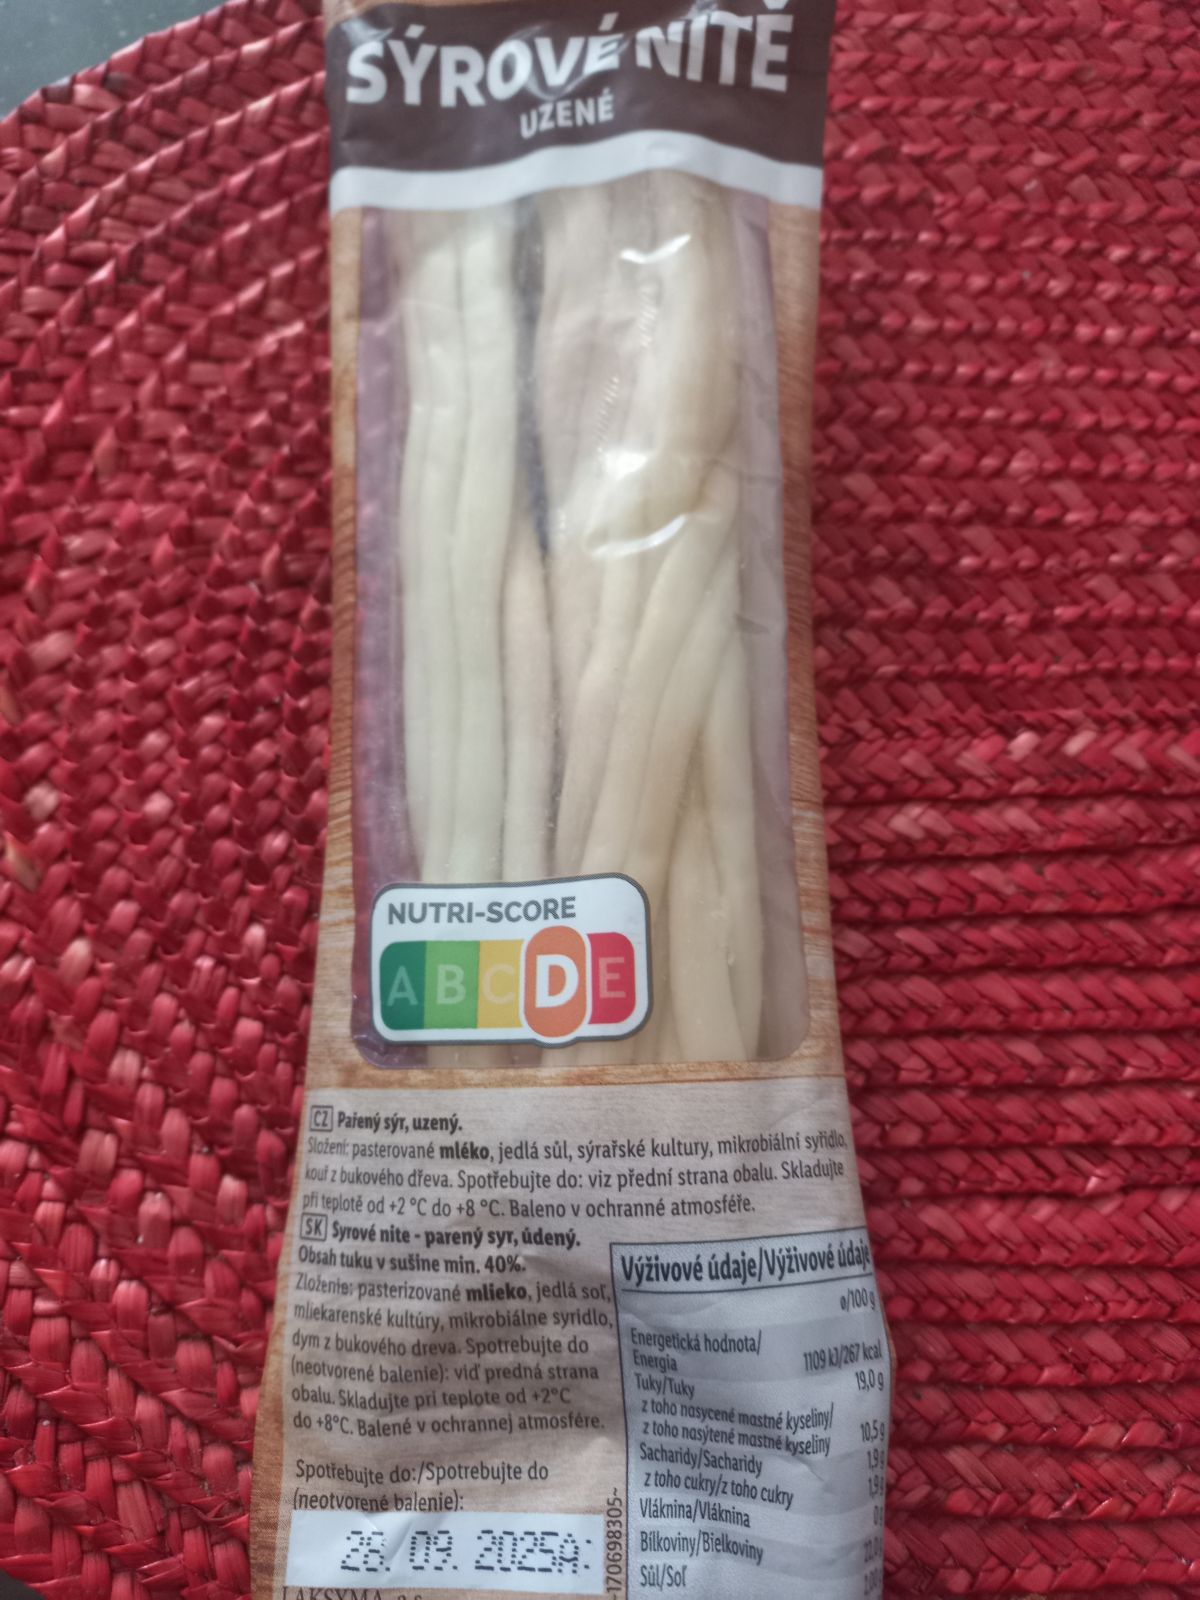 SÝROVÉ NITĚ
UZENÉ
NUTRI-SCORE
A B C D E
CZ Pařený sýr, uzený.
Složení: pasterované mléko, jedlá sůl, sýrařské kultury, mikrobiální syřidlo,
kouř z bukového dřeva. Spotřebujte do: viz přední strana obalu. Skladujte
při teplotě od +2 °C do +8 °C. Baleno v ochranné atmosféře.
SK Syrové nite - parený syr, údený.
Obsah tuku v sušine min. 40%.
Zloženie: pasterizované mlieko, jedlá soľ,
mliekarenské kultúry, mikrobiálne syridlo,
dym z bukového dreva. Spotrebujte do
(neotvorené balenie): viď predná strana
obalu. Skladujte pri teplote od +2°C
do +8°C. Balené v ochrannej atmosfére.
Spotřebujte do:/Spotrebujte do
(neotvorené balenie):
28. 09. 2025A:
-170698305~
Výživové údaje/Výživové údaje
ø/100 g
Energetická hodnota/
Energia 1109 kJ/267 kcal
Tuky/Tuky 19,0 g
z toho nasycené mastné kyseliny/
z toho nasýtené mastné kyseliny 10,5 g
Sacharidy/Sacharidy 1,9 g
z toho cukry/z toho cukry 1,9 g
Vláknina/Vláknina 0 g
Bílkoviny/Bielkoviny
Sůl/Soľ